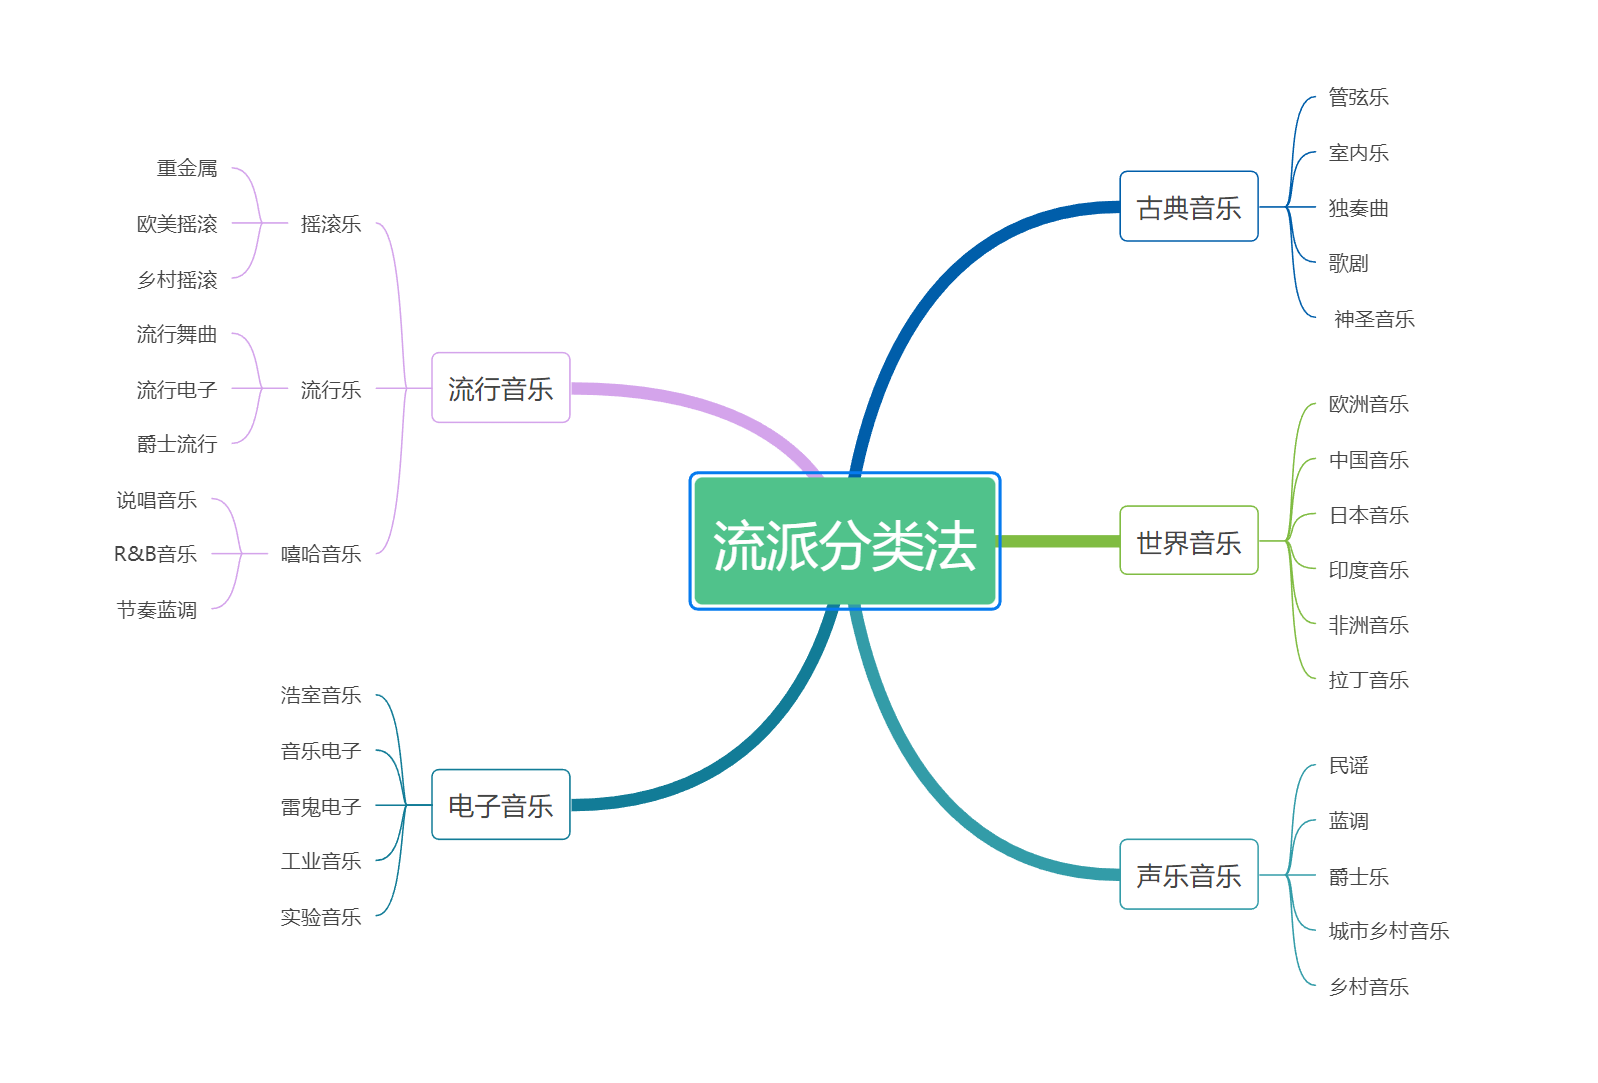 流派分类法
古典音乐
管弦乐
室内乐
独奏曲
歌剧
神圣音乐
世界音乐
欧洲音乐
中国音乐
日本音乐
印度音乐
非洲音乐
拉丁音乐
声乐音乐
民谣
蓝调
爵士乐
城市乡村音乐
乡村音乐
流行音乐
摇滚乐
重金属
欧美摇滚
乡村摇滚
流行乐
流行舞曲
流行电子
爵士流行
嘻哈音乐
说唱音乐
R&B音乐
节奏蓝调
电子音乐
浩室音乐
音乐电子
雷鬼电子
工业音乐
实验音乐